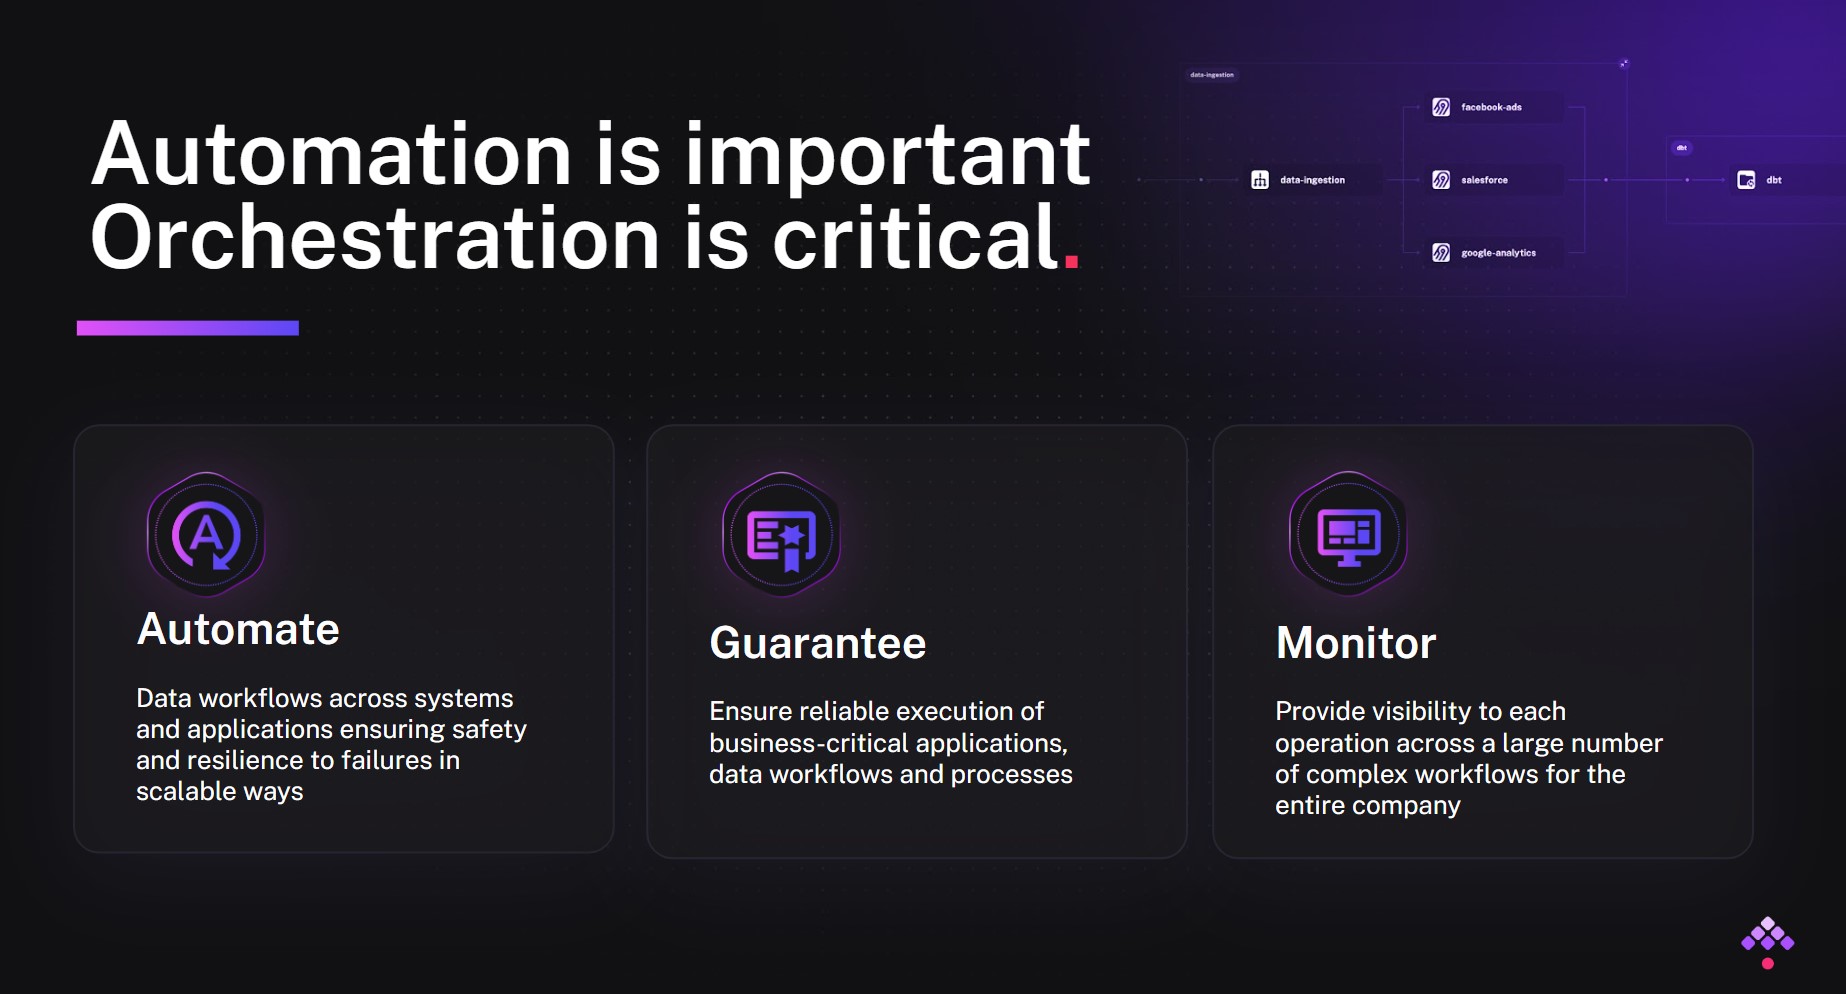 Automation is important
Orchestration is critical.
data-ingestion
facebook-ads
data-ingestion
salesforce
google-analytics
dbt
dbt
A
Automate
Data workflows across systems
and applications ensuring safety
and resilience to failures in
scalable ways
Guarantee
Ensure reliable execution of
business-critical applications,
data workflows and processes
Monitor
Provide visibility to each
operation across a large number
of complex workflows for the
entire company